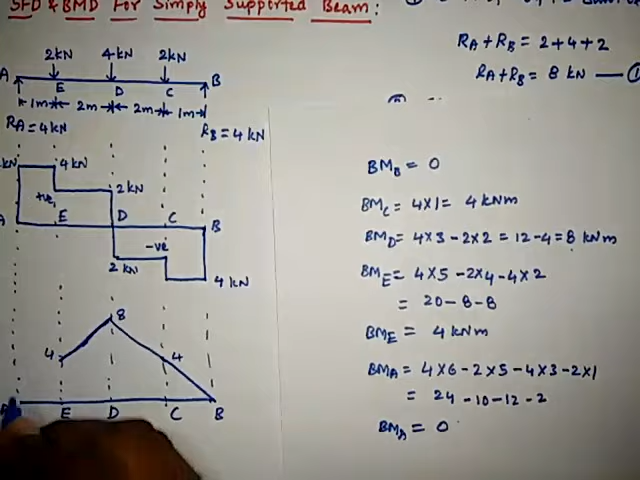 SFD & BMD For Simply Supported Beam :
2kN 4kN 2kN
A B
E D C
1m 2m 2m 1m
RA = 4kN RB = 4 kN
kN 4 kN
+ve 2 kN
A E D C B
-ve
2 kN 4 kN
8
4 4
E D C B
RA + RB = 2+4+2
RA + RB = 8 kN — ①
BMB = 0
BMC = 4×1 = 4 kNm
BMD = 4×3 - 2×2 = 12-4 = 8 kNm
BME = 4×5 - 2×4 - 4×2
= 20 - 8 - 8
BME = 4 kNm
BMA = 4×6 - 2×5 - 4×3 - 2×1
= 24 - 10 - 12 - 2
BMA = 0